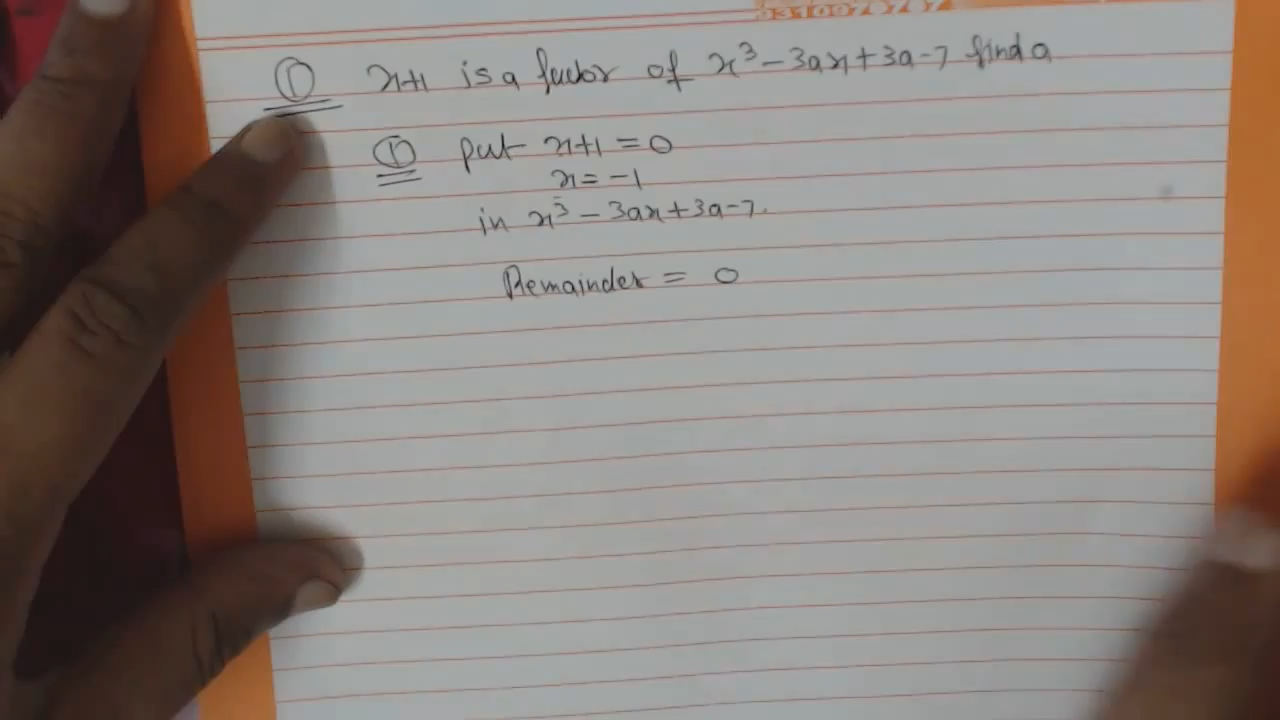 ① x+1 is a factor of x³-3ax+3a-7 find a
① put x+1=0
x=-1
in x³-3ax+3a-7.
Remainder = 0